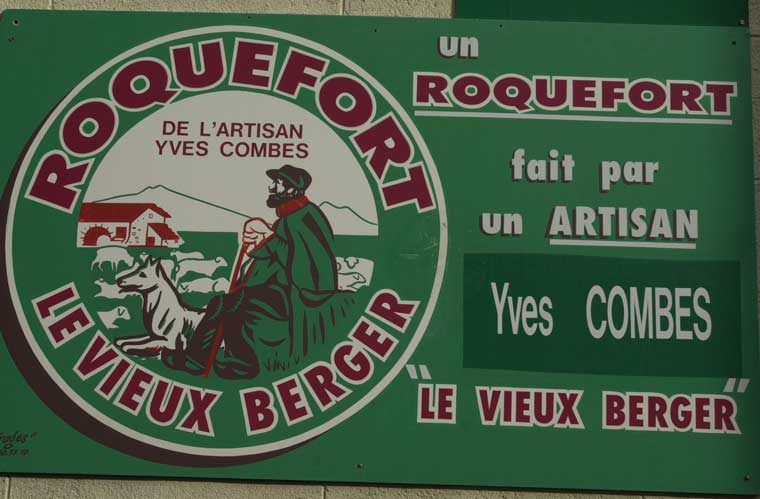 ROQUEFORT
DE L'ARTISAN
YVES COMBES
LE VIEUX BERGER
un
ROQUEFORT
fait par
un ARTISAN
Yves COMBES
"LE VIEUX BERGER"